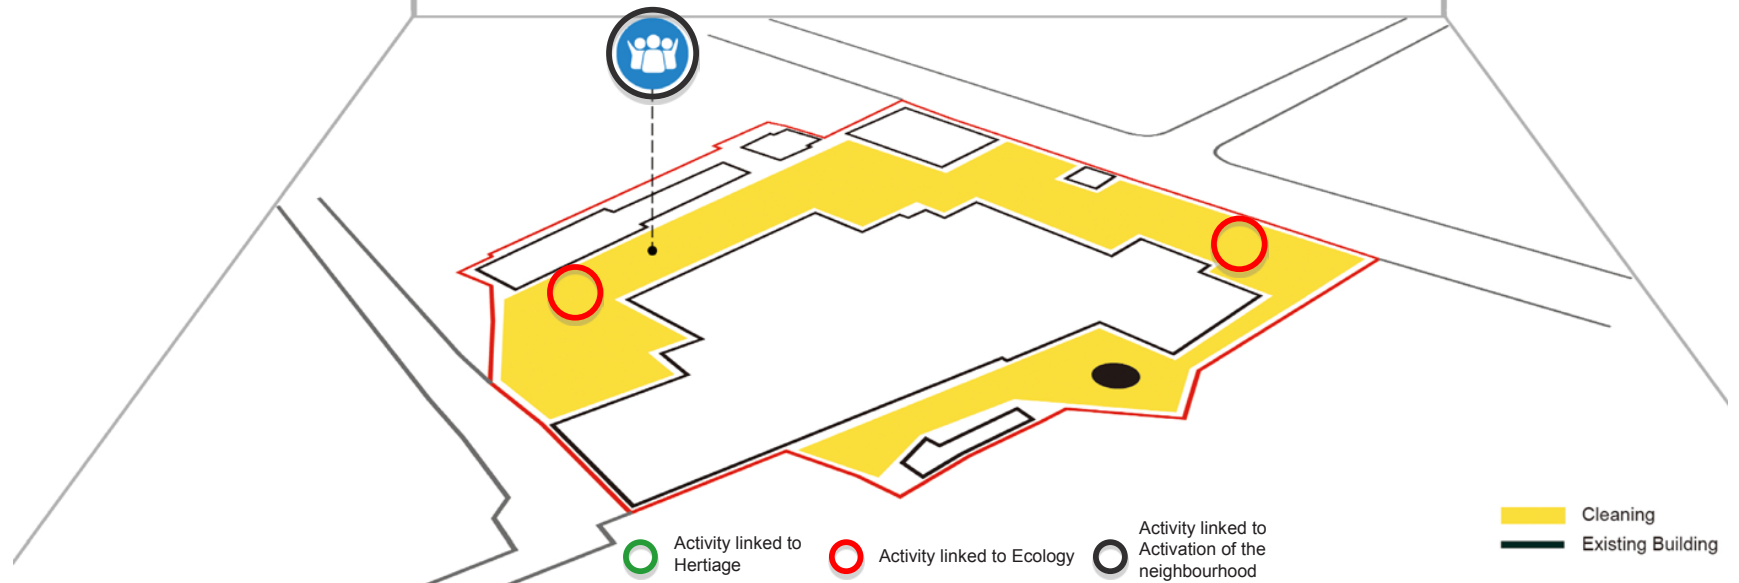 Activity linked to
Hertiage
Activity linked to Ecology
Activity linked to
Activation of the
neighbourhood
Cleaning
Existing Building